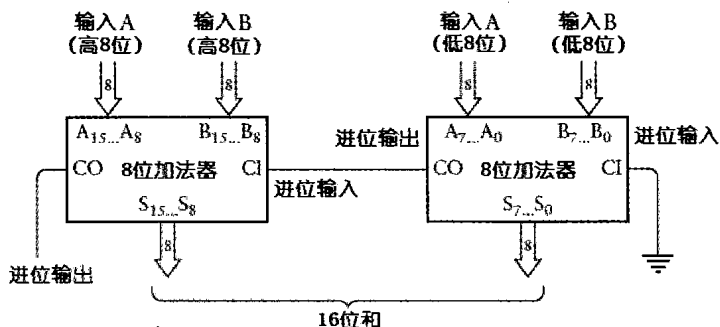 输入A
(高8位)
输入B
(高8位)
输入A
(低8位)
输入B
(低8位)
8
8
8
8
A15...A8
B15...B8
进位输出
A7...A0
B7...B0
进位输入
CO
8位加法器
CI
进位输入
CO
8位加法器
CI
S15...S8
S7...S0
进位输出
8
8
16位和